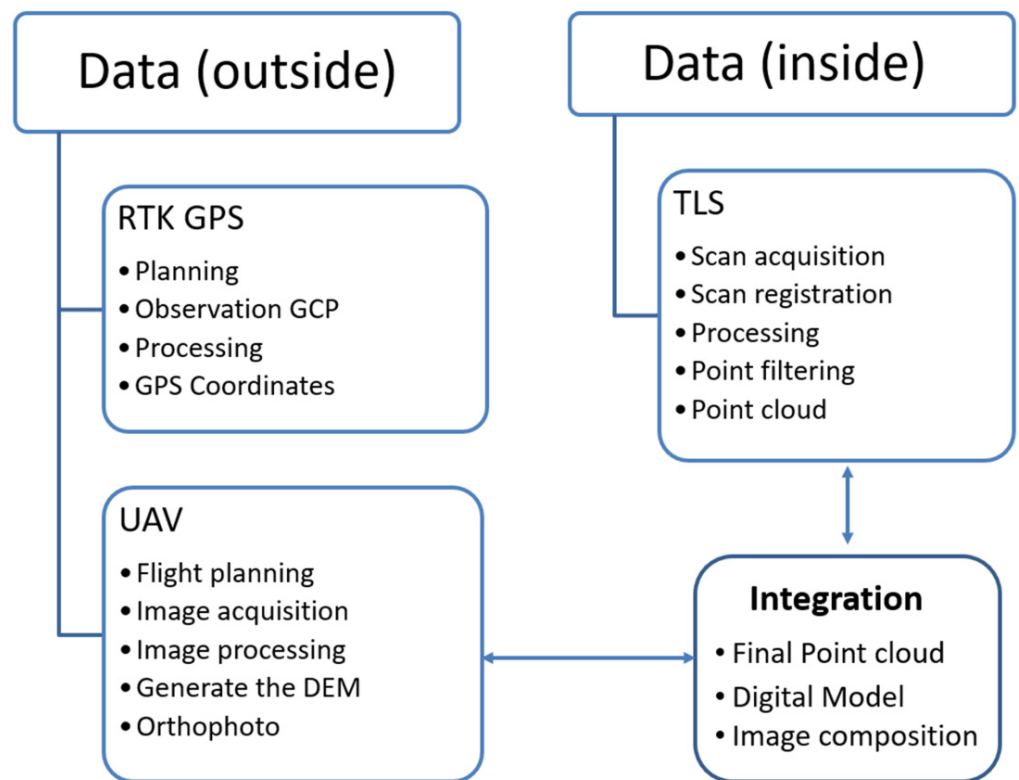 Data (outside)
RTK GPS
• Planning
• Observation GCP
• Processing
• GPS Coordinates
UAV
• Flight planning
• Image acquisition
• Image processing
• Generate the DEM
• Orthophoto
Data (inside)
TLS
• Scan acquisition
• Scan registration
• Processing
• Point filtering
• Point cloud
Integration
• Final Point cloud
• Digital Model
• Image composition